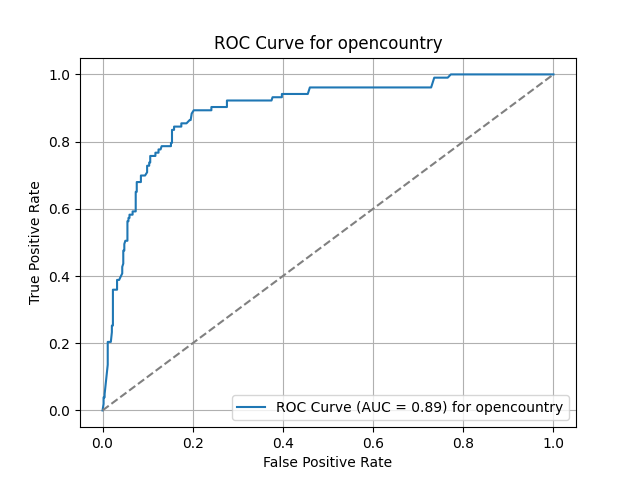 ROC Curve for opencountry
1.0
0.8
0.6
0.4
0.2
0.0
True Positive Rate
ROC Curve (AUC = 0.89) for opencountry
0.0 0.2 0.4 0.6 0.8 1.0
False Positive Rate